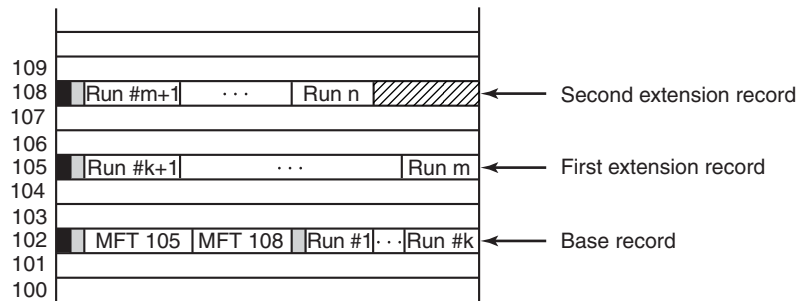 109
108 Run #m+1 · · · Run n Second extension record
107
106
105 Run #k+1 · · · Run m First extension record
104
103
102 MFT 105 MFT 108 Run #1 · · · Run #k Base record
101
100